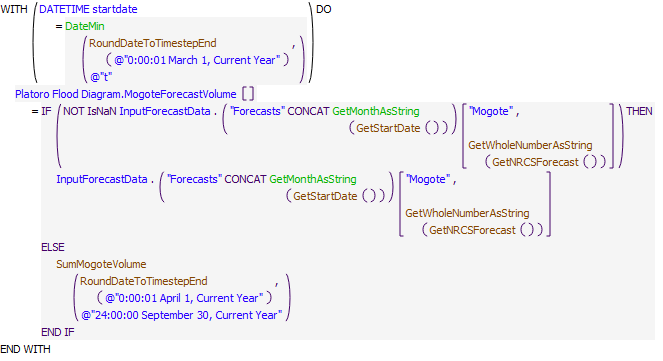 WITH ( DATETIME startdate ) DO
= DateMin
( RoundDateToTimestepEnd ,
( @"0:00:01 March 1, Current Year" )
@"t" )
Platoro Flood Diagram.MogoteForecastVolume [ ]
= IF ( NOT IsNaN InputForecastData . ( "Forecasts" CONCAT GetMonthAsString [ "Mogote" , ] ) THEN
( GetStartDate ( ) ) )
GetWholeNumberAsString
( GetNRCSForecast ( ) )
InputForecastData . ( "Forecasts" CONCAT GetMonthAsString [ "Mogote" ,
( GetStartDate ( ) ) )
GetWholeNumberAsString
( GetNRCSForecast ( ) ) ]
ELSE
SumMogoteVolume
( RoundDateToTimestepEnd ,
( @"0:00:01 April 1, Current Year" )
@"24:00:00 September 30, Current Year" )
END IF
END WITH